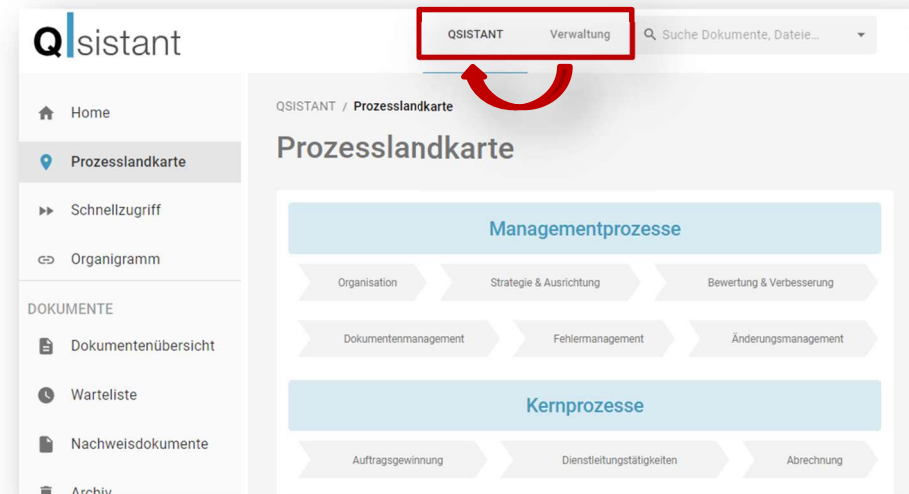 Qsistant
QSISTANT Verwaltung Suche Dokumente, Dateie...
Home
Prozesslandkarte
Schnellzugriff
Organigramm
DOKUMENTE
Dokumentenübersicht
Warteliste
Nachweisdokumente
Archiv
QSISTANT / Prozesslandkarte
Prozesslandkarte
Managementprozesse
Organisation Strategie & Ausrichtung Bewertung & Verbesserung
Dokumentenmanagement Fehlermanagement Änderungsmanagement
Kernprozesse
Auftragsgewinnung Dienstleitungstätigkeiten Abrechnung